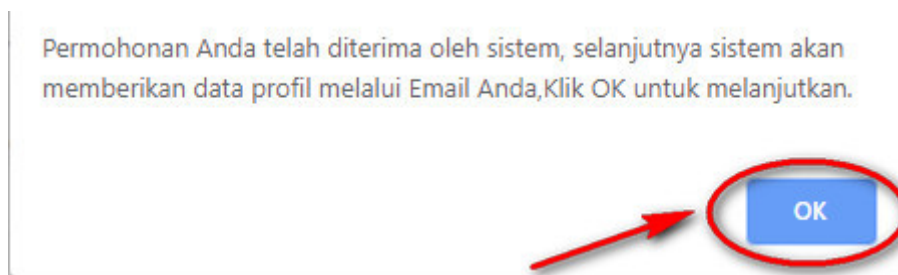 Permohonan Anda telah diterima oleh sistem, selanjutnya sistem akan
memberikan data profil melalui Email Anda,Klik OK untuk melanjutkan.
OK